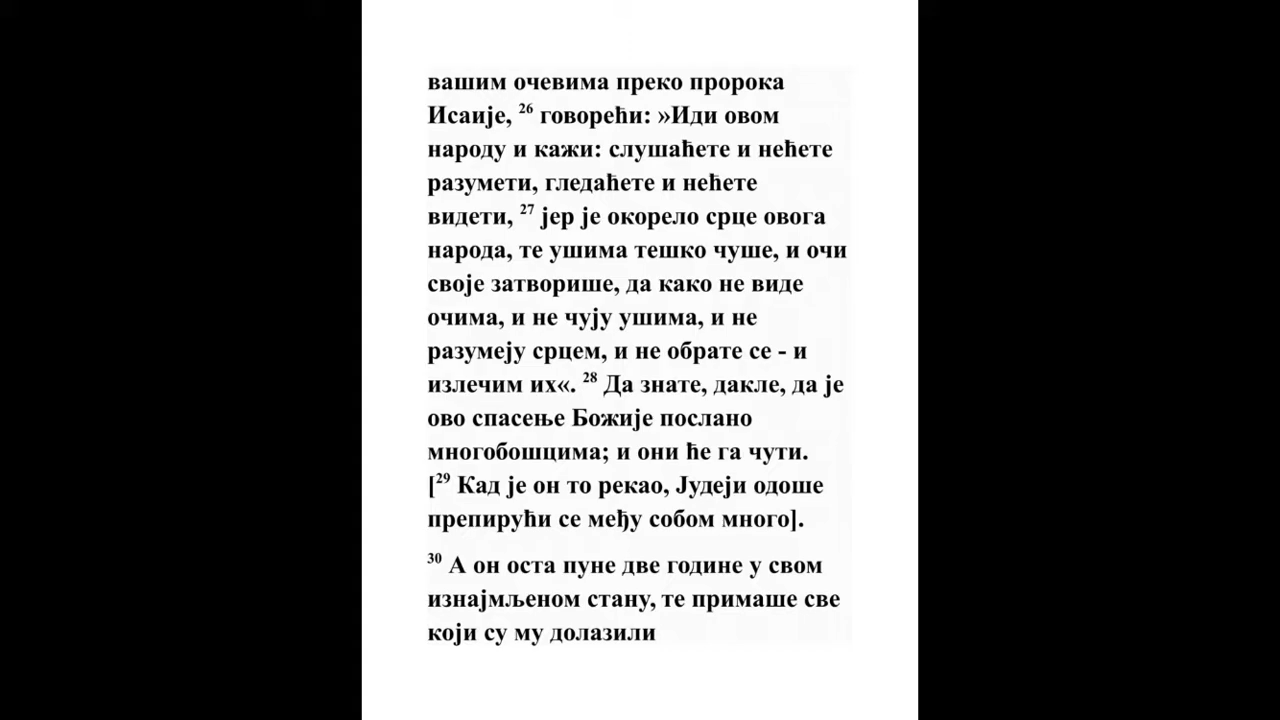 вашим очевима преко пророка
Исаије, 26 говорећи: »Иди овом
народу и кажи: слушаћете и нећете
разумети, гледаћете и нећете
видети, 27 јер је окорело срце овога
народа, те ушима тешко чуше, и очи
своје затворише, да како не виде
очима, и не чују ушима, и не
разумеју срцем, и не обрате се - и
излечим их«. 28 Да знате, дакле, да је
ово спасење Божије послано
многобошцима; и они ће га чути.
[29 Кад је он то рекао, Јудеји одоше
препирући се међу собом много].
30 А он оста пуне две године у свом
изнајмљеном стану, те примаше све
који су му долазили